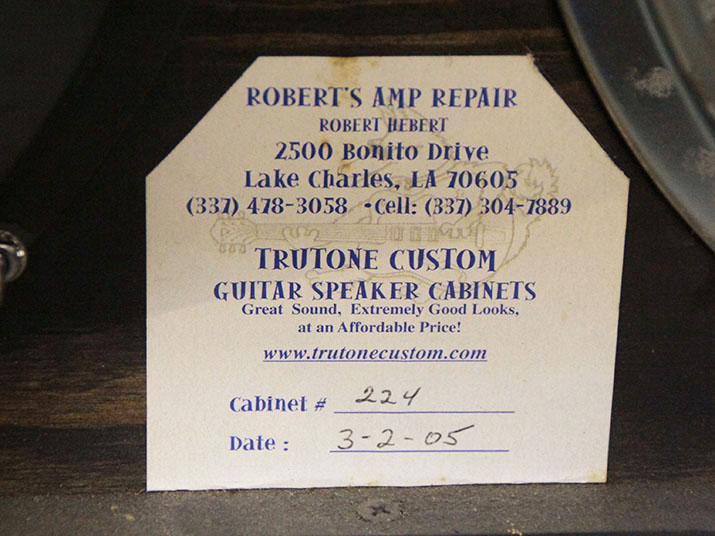 ROBERT'S AMP REPAIR
ROBERT HEBERT
2500 Bonito Drive
Lake Charles, LA 70605
(337) 478-3058 • Cell: (337) 304-7889
TRUTONE CUSTOM
GUITAR SPEAKER CABINETS
Great Sound, Extremely Good Looks,
at an Affordable Price!
www.trutonecustom.com
Cabinet # 224
Date : 3-2-05